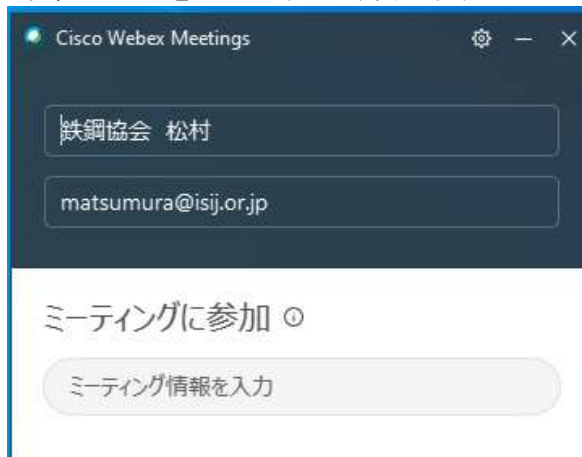 Cisco Webex Meetings
鉄鋼協会 松村
matsumura@isij.or.jp
ミーティングに参加
ミーティング情報を入力